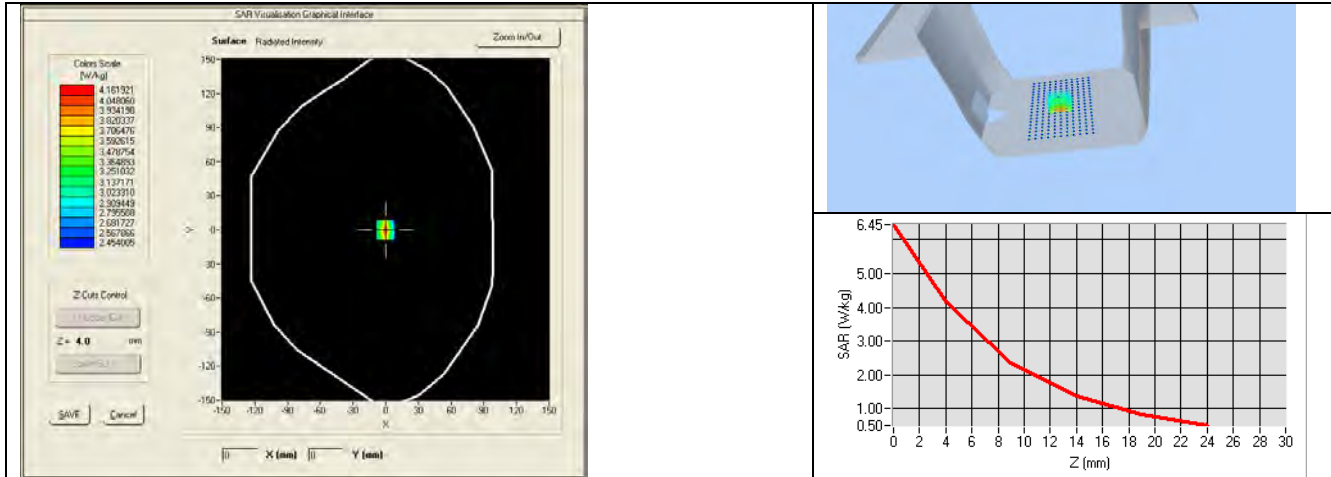 SAR Visualisation Graphical Interface
Surface Radiated Intensity
Zoom In/Out
Colors Scale
(W/kg)
4.161921
4.048060
3.934198
3.820337
3.706476
3.592615
3.478754
3.364893
3.251032
3.137171
3.023310
2.909449
2.795588
2.681727
2.567866
2.454005
150
120
90
60
30
0
-30
-60
-90
-120
-150
Y
-150 -120 -90 -60 -30 0 30 60 90 120 150
X
Z Cuts Control
Z = 4.0 mm
SAVE Cancel
0 X (mm) 0 Y (mm)
6.45
5.00
4.00
3.00
2.00
1.00
0.50
SAR (W/kg)
0 2 4 6 8 10 12 14 16 18 20 22 24 26 28 30
Z (mm)